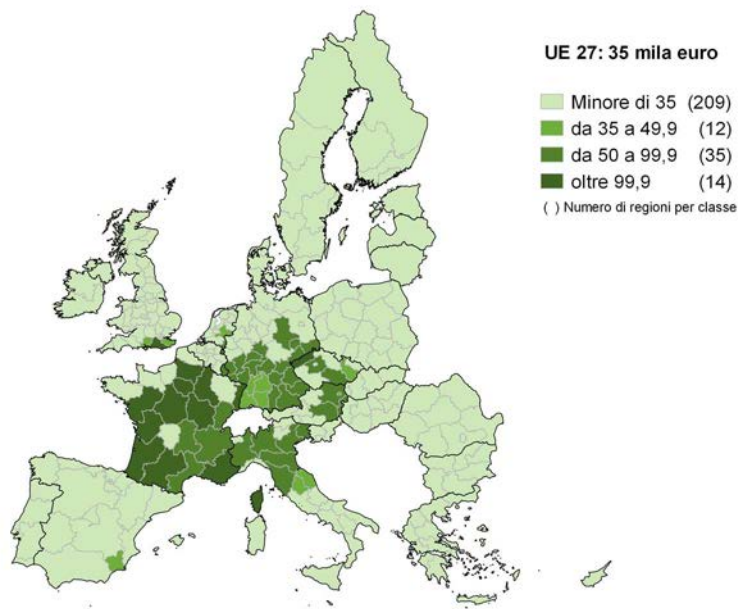 UE 27: 35 mila euro
Minore di 35 (209)
da 35 a 49,9 (12)
da 50 a 99,9 (35)
oltre 99,9 (14)
( ) Numero di regioni per classe